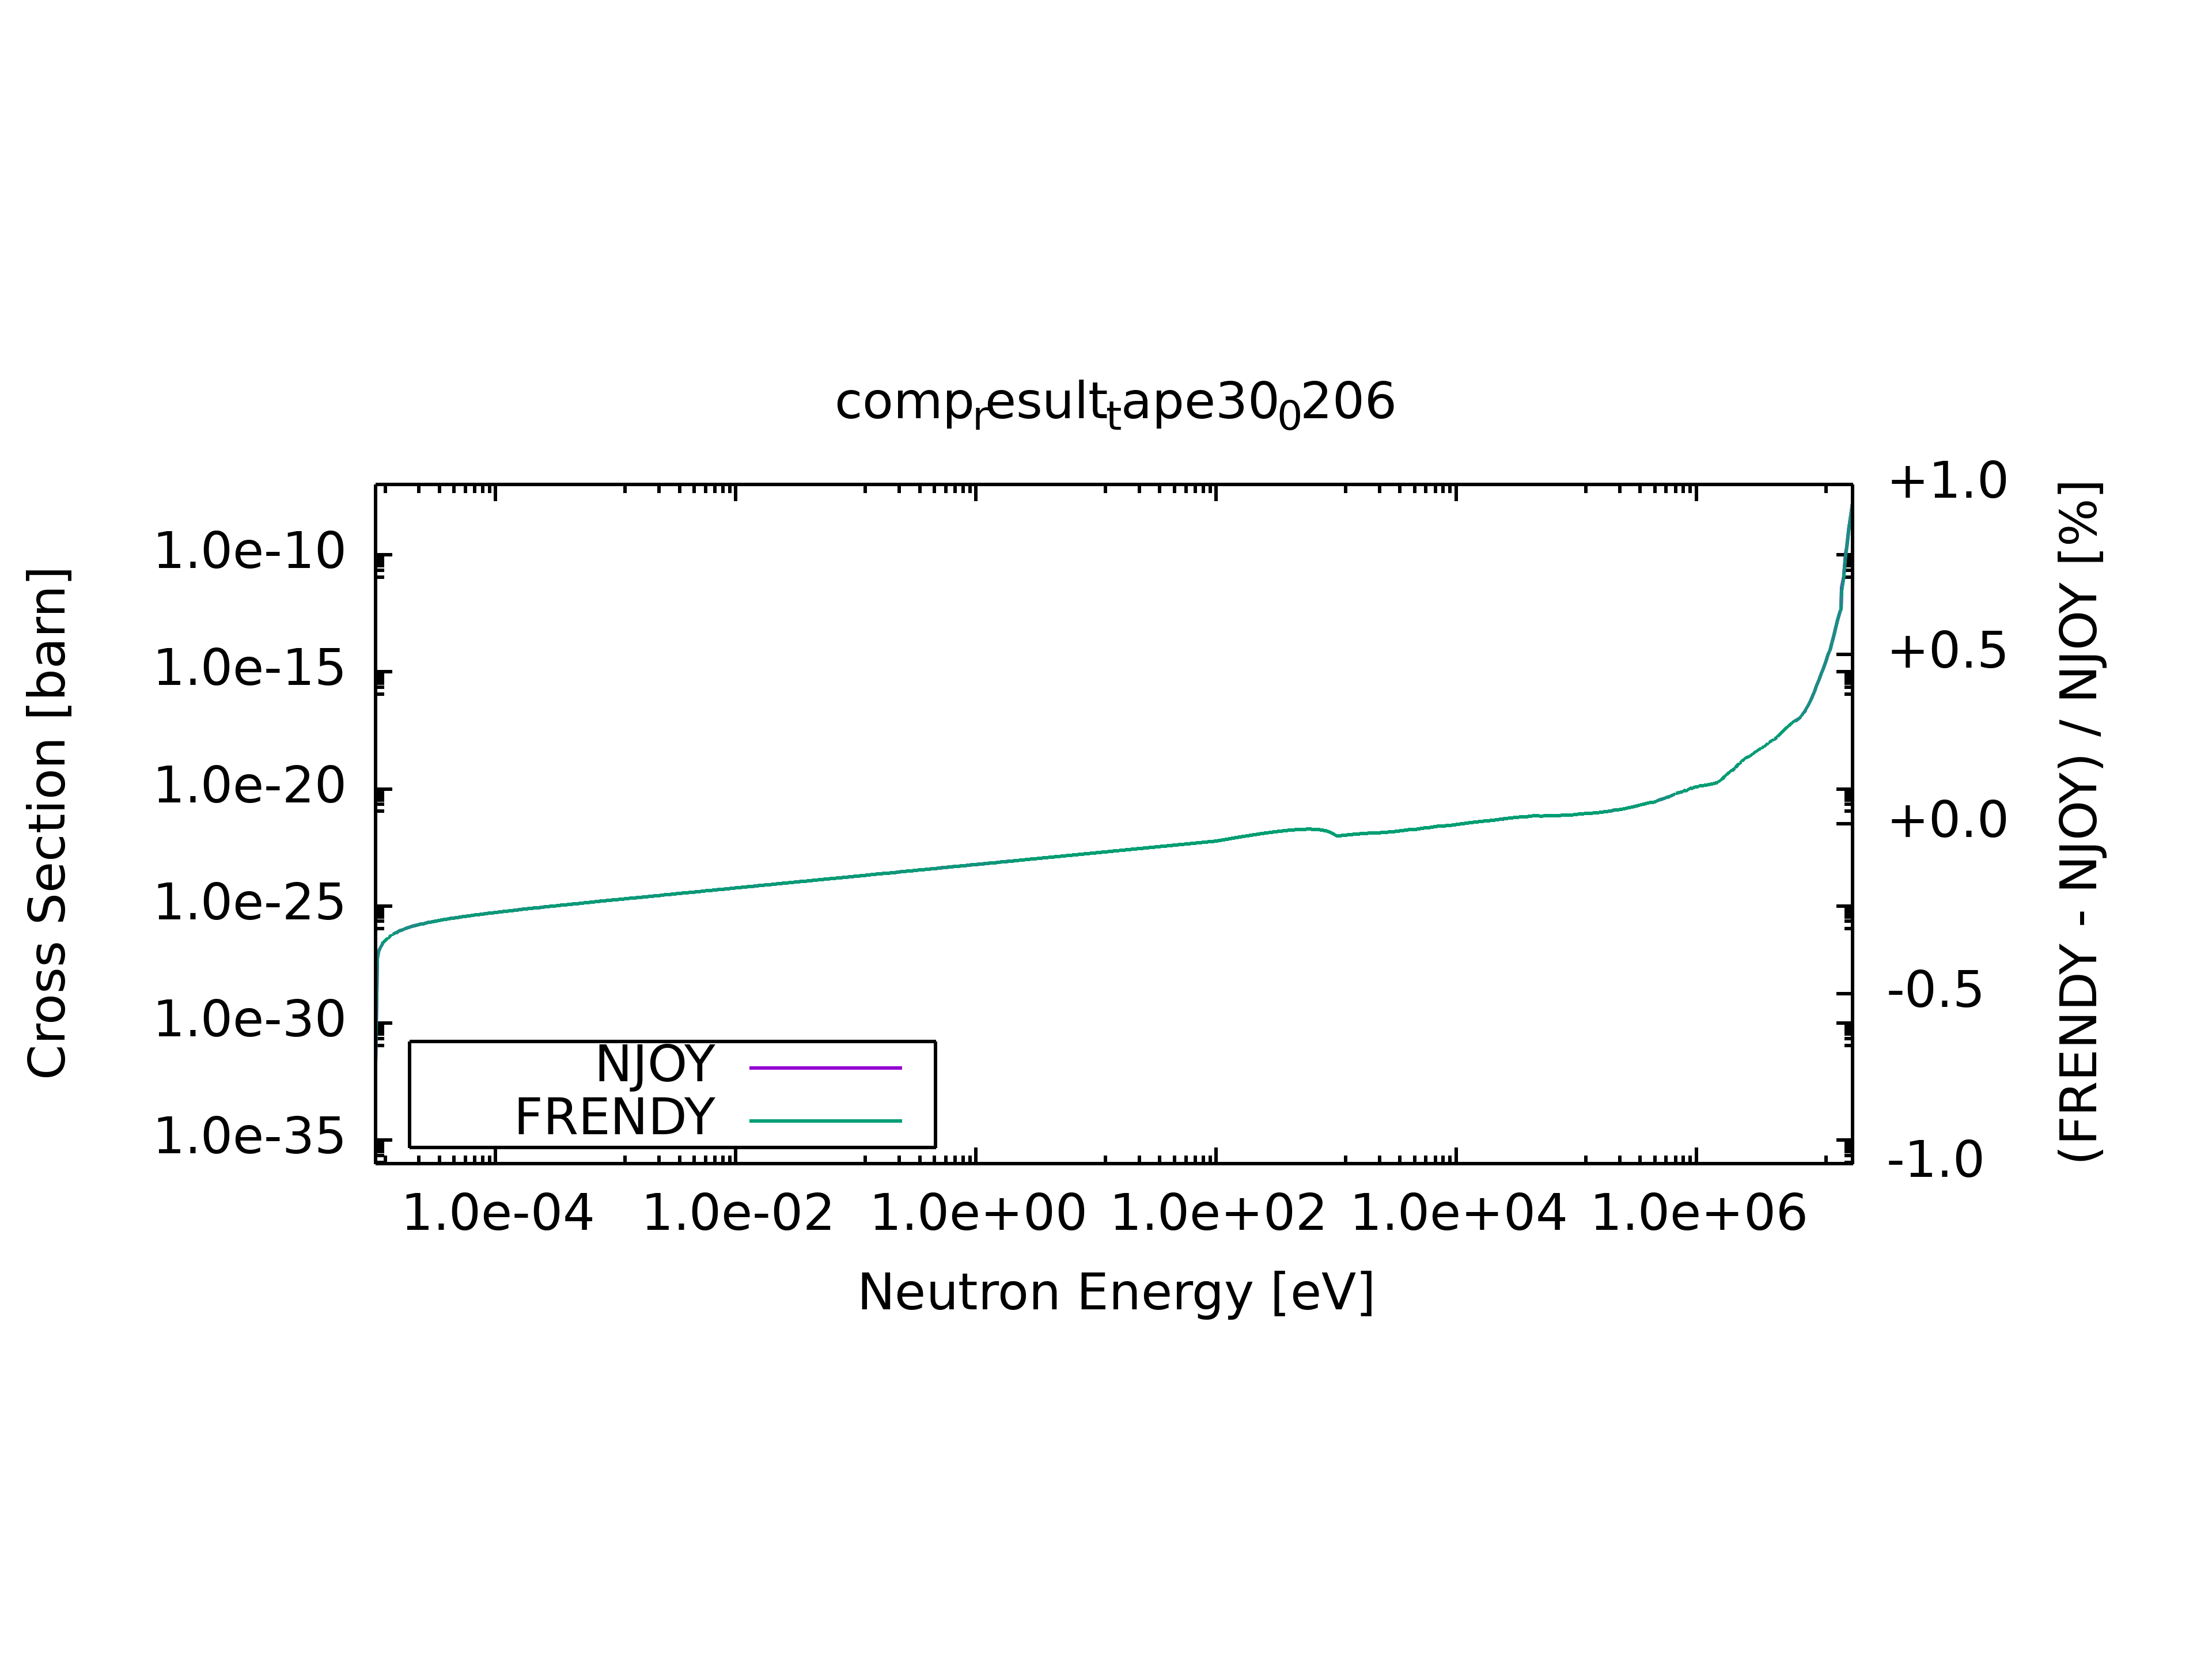 comp_result_tape30_0206
Cross Section [barn]
1.0e-10
1.0e-15
1.0e-20
1.0e-25
1.0e-30
1.0e-35
+1.0
+0.5
+0.0
-0.5
-1.0
(FRENDY - NJOY) / NJOY [%]
NJOY
FRENDY
1.0e-04 1.0e-02 1.0e+00 1.0e+02 1.0e+04 1.0e+06
Neutron Energy [eV]